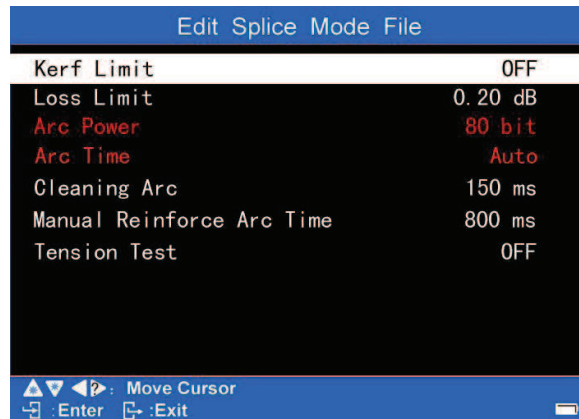 Edit Splice Mode File
Kerf Limit OFF
Loss Limit 0.20 dB
Arc Power 80 bit
Arc Time Auto
Cleaning Arc 150 ms
Manual Reinforce Arc Time 800 ms
Tension Test OFF
?: Move Cursor
:Enter :Exit